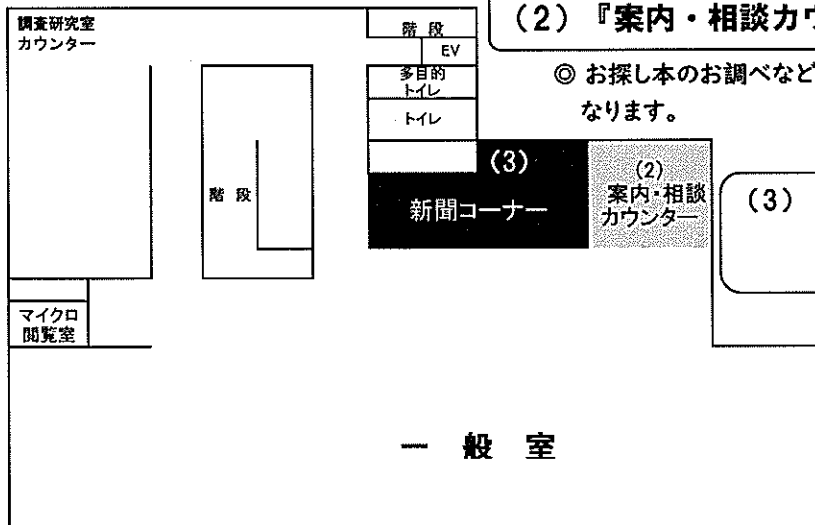 調査研究室
カウンター
階 段
EV
多目的
トイレ
トイレ
階 段
(3)
新聞コーナー
(2)
案内・相談
カウンター
マイクロ
閲覧室
一 般 室
(2)『案内・相談カウ
◎ お探し本のお調べなど
なります。
(3)